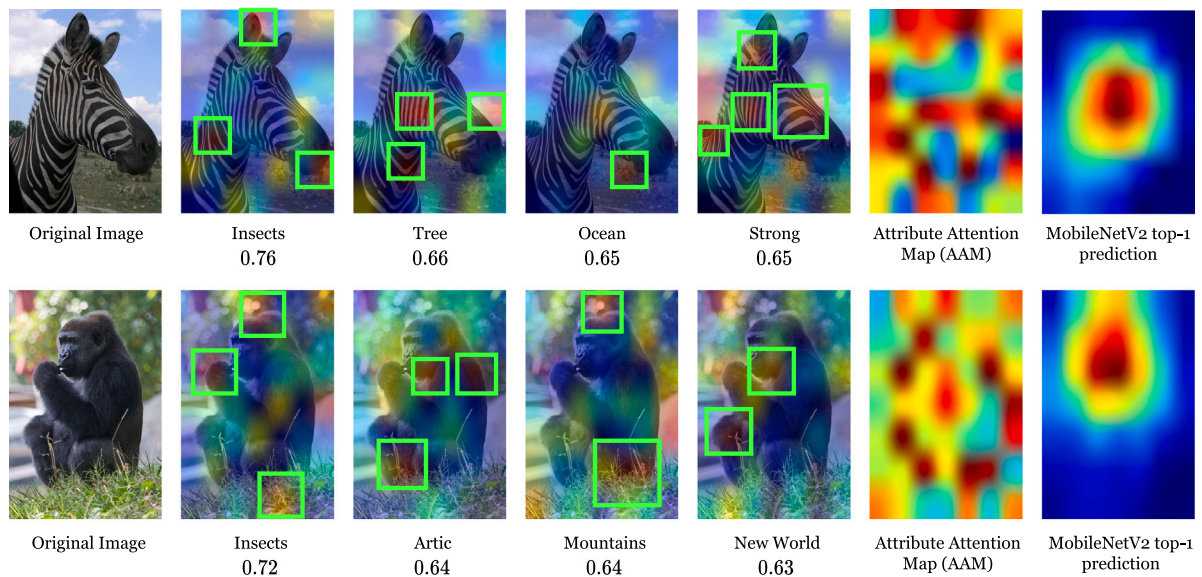 Original Image
Insects
0.76
Tree
0.66
Ocean
0.65
Strong
0.65
Attribute Attention
Map (AAM)
MobileNetV2 top-1
prediction
Original Image
Insects
0.72
Artic
0.64
Mountains
0.64
New World
0.63
Attribute Attention
Map (AAM)
MobileNetV2 top-1
prediction